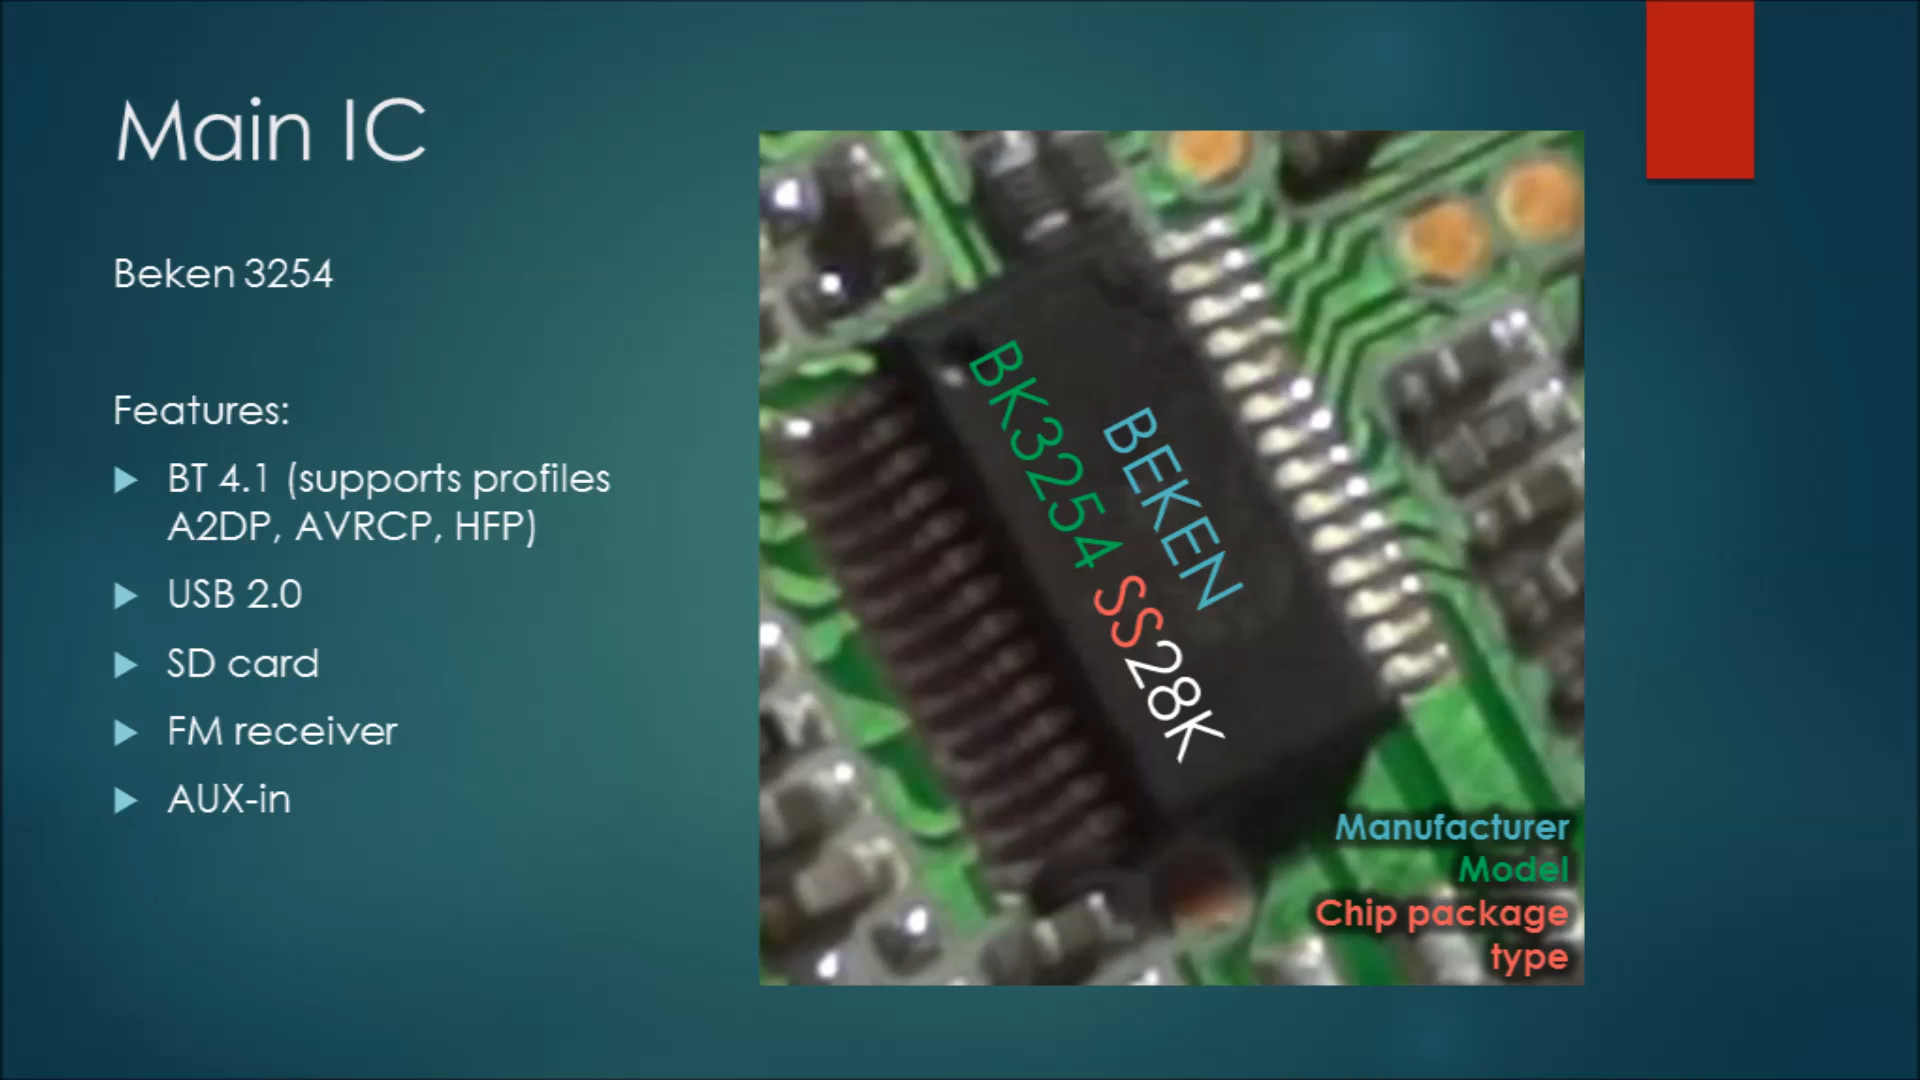 Main IC
Beken 3254
Features:
BT 4.1 (supports profiles
A2DP, AVRCP, HFP)
USB 2.0
SD card
FM receiver
AUX-in
BEKEN
BK3254 SS28K
Manufacturer
Model
Chip package
type